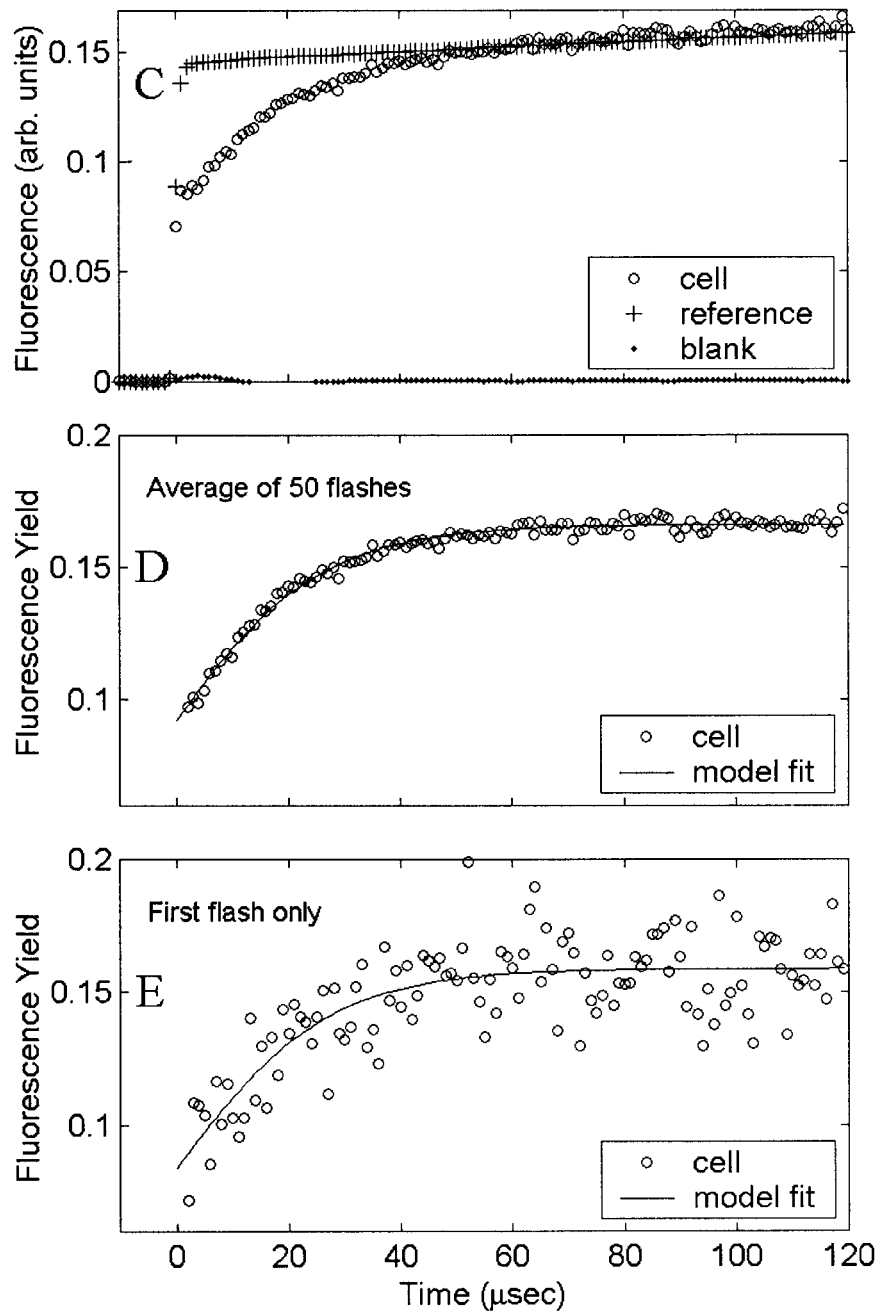 C
Fluorescence (arb. units)
0.15
0.1
0.05
0
cell
reference
blank
D
Fluorescence Yield
0.2
0.15
0.1
Average of 50 flashes
cell
model fit
E
Fluorescence Yield
0.2
0.15
0.1
First flash only
cell
model fit
0 20 40 60 80 100 120
Time (μsec)